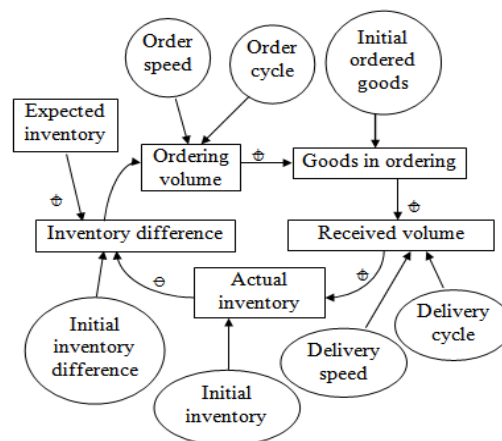 Order
speed
Order
cycle
Initial
ordered
goods
Expected
inventory
Ordering
volume
Goods in ordering
Inventory difference
Received volume
Actual
inventory
Initial
inventory
difference
Initial
inventory
Delivery
speed
Delivery
cycle